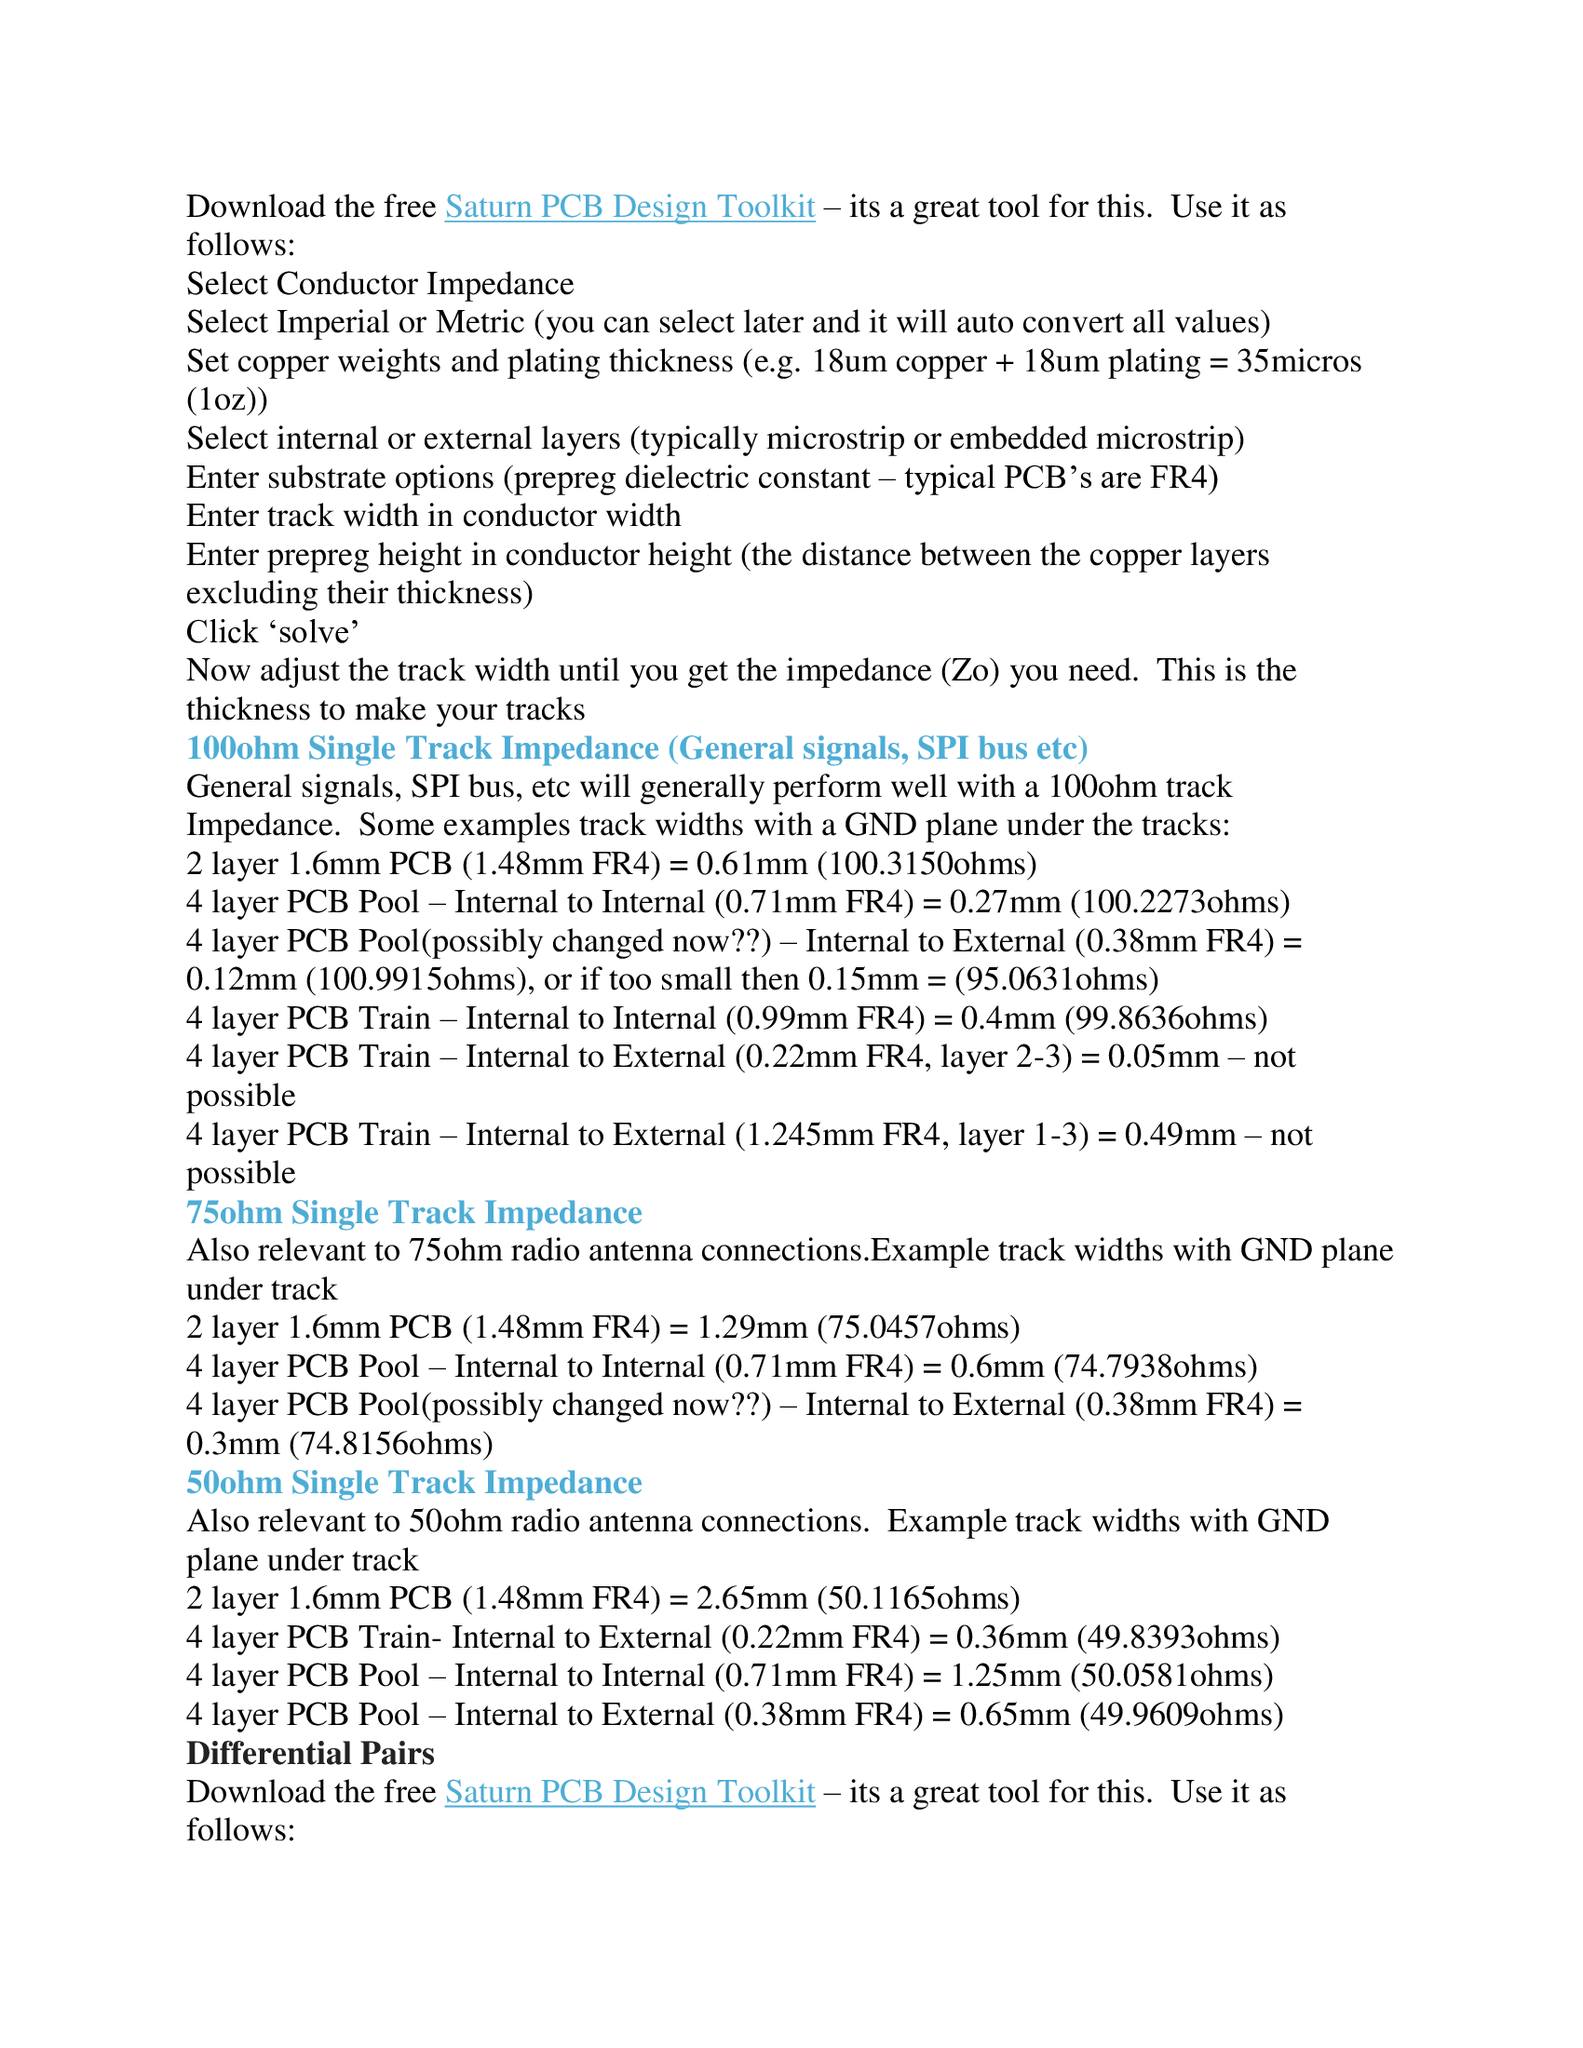 Download the free Saturn PCB Design Toolkit – its a great tool for this.  Use it as
follows:
Select Conductor Impedance
Select Imperial or Metric (you can select later and it will auto convert all values)
Set copper weights and plating thickness (e.g. 18um copper + 18um plating = 35micros
(1oz))
Select internal or external layers (typically microstrip or embedded microstrip)
Enter substrate options (prepreg dielectric constant – typical PCB’s are FR4)
Enter track width in conductor width
Enter prepreg height in conductor height (the distance between the copper layers
excluding their thickness)
Click ‘solve’
Now adjust the track width until you get the impedance (Zo) you need.  This is the
thickness to make your tracks
100ohm Single Track Impedance (General signals, SPI bus etc)
General signals, SPI bus, etc will generally perform well with a 100ohm track
Impedance.  Some examples track widths with a GND plane under the tracks:
2 layer 1.6mm PCB (1.48mm FR4) = 0.61mm (100.3150ohms)
4 layer PCB Pool – Internal to Internal (0.71mm FR4) = 0.27mm (100.2273ohms)
4 layer PCB Pool(possibly changed now??) – Internal to External (0.38mm FR4) =
0.12mm (100.9915ohms), or if too small then 0.15mm = (95.0631ohms)
4 layer PCB Train – Internal to Internal (0.99mm FR4) = 0.4mm (99.8636ohms)
4 layer PCB Train – Internal to External (0.22mm FR4, layer 2-3) = 0.05mm – not
possible
4 layer PCB Train – Internal to External (1.245mm FR4, layer 1-3) = 0.49mm – not
possible
75ohm Single Track Impedance
Also relevant to 75ohm radio antenna connections.Example track widths with GND plane
under track
2 layer 1.6mm PCB (1.48mm FR4) = 1.29mm (75.0457ohms)
4 layer PCB Pool – Internal to Internal (0.71mm FR4) = 0.6mm (74.7938ohms)
4 layer PCB Pool(possibly changed now??) – Internal to External (0.38mm FR4) =
0.3mm (74.8156ohms)
50ohm Single Track Impedance
Also relevant to 50ohm radio antenna connections.  Example track widths with GND
plane under track
2 layer 1.6mm PCB (1.48mm FR4) = 2.65mm (50.1165ohms)
4 layer PCB Train- Internal to External (0.22mm FR4) = 0.36mm (49.8393ohms)
4 layer PCB Pool – Internal to Internal (0.71mm FR4) = 1.25mm (50.0581ohms)
4 layer PCB Pool – Internal to External (0.38mm FR4) = 0.65mm (49.9609ohms)
Differential Pairs
Download the free Saturn PCB Design Toolkit – its a great tool for this.  Use it as
follows: